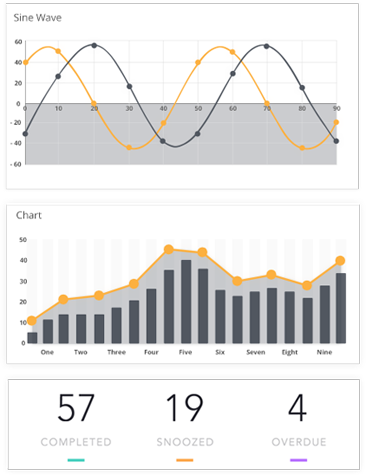 Sine Wave
60
40
20
0
- 20
- 40
- 60
0 10 20 30 40 50 60 70 80 90
Chart
50
40
30
20
10
0
One Two Three Four Five Six Seven Eight Nine
57 19 4
COMPLETED SNOOZED OVERDUE